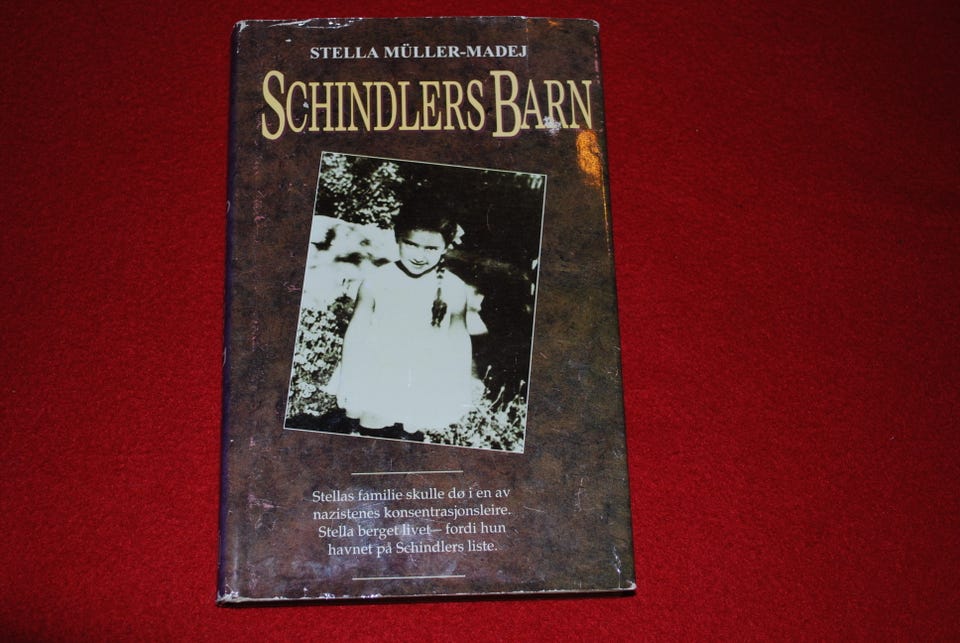 STELLA MÜLLER-MADEJ
SCHINDLERS BARN
Stellas familie skulle dø i en av
nazistenes konsentrasjonsleire.
Stella berget livet – fordi hun
havnet på Schindlers liste.